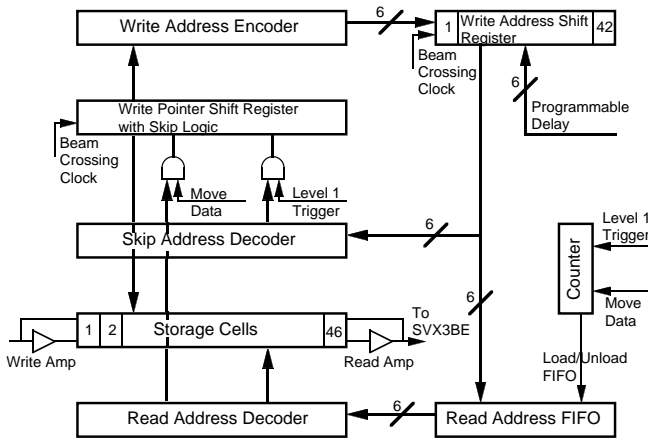 Write Address Encoder
6
1
Write Address Shift
Register
42
Beam
Crossing
Clock
6
Programmable
Delay
Write Pointer Shift Register
with Skip Logic
Beam
Crossing
Clock
Move
Data
Level 1
Trigger
Skip Address Decoder
6
Level 1
Trigger
Counter
Move
Data
6
To
SVX3BE
1
2
Storage Cells
46
Write Amp
Read Amp
Load/Unload
FIFO
Read Address Decoder
6
Read Address FIFO